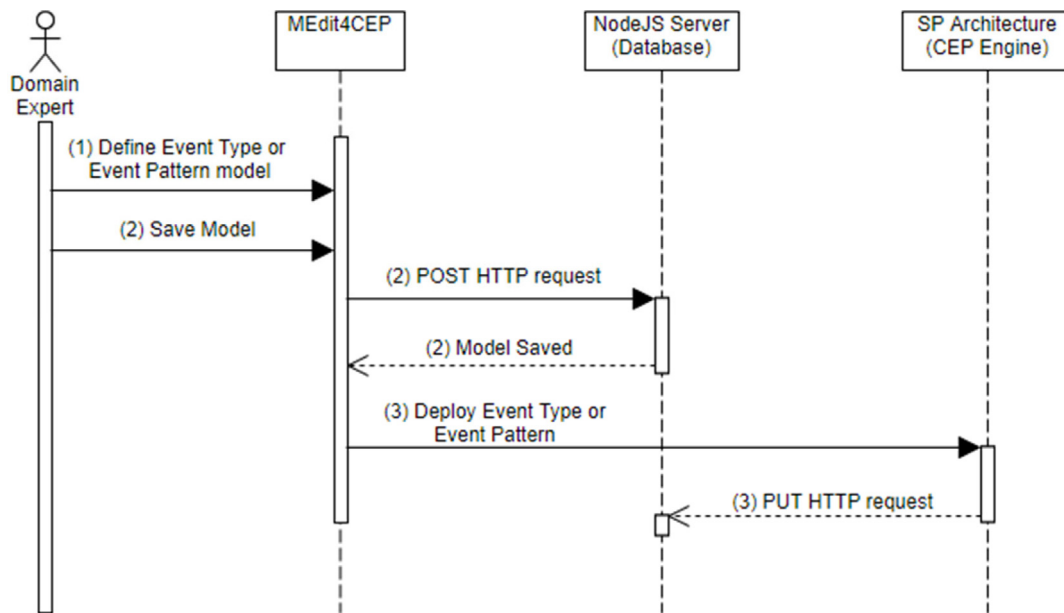 MEdit4CEP
NodeJS Server
(Database)
SP Architecture
(CEP Engine)
Domain
Expert
(1) Define Event Type or
Event Pattern model
(2) Save Model
(2) POST HTTP request
(2) Model Saved
(3) Deploy Event Type or
Event Pattern
(3) PUT HTTP request